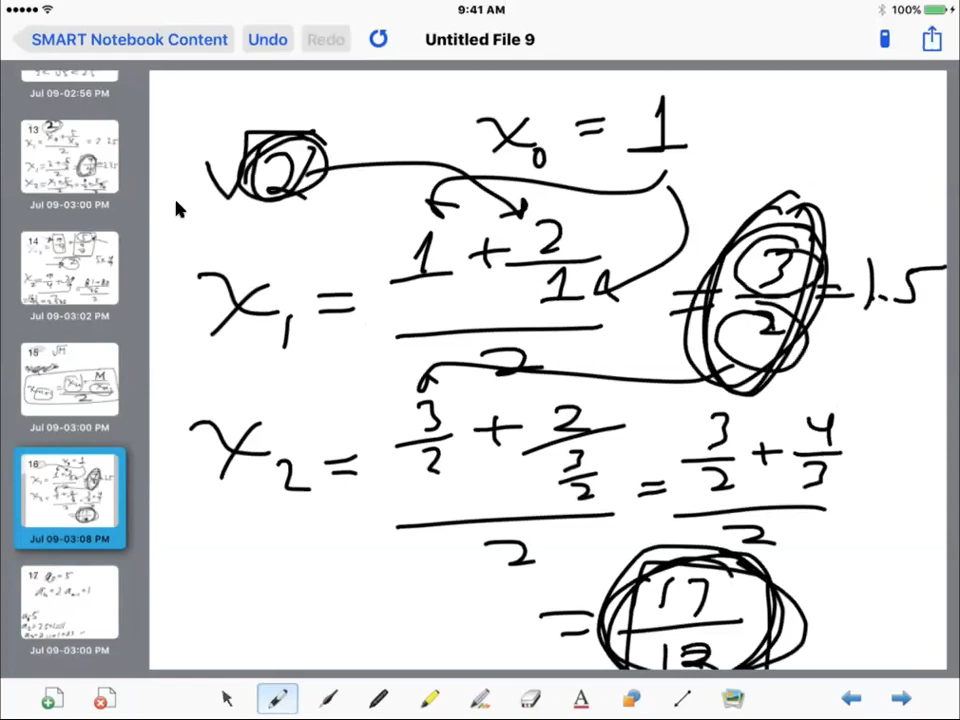 9:41 AM
100%
SMART Notebook Content
Undo
Redo
Untitled File 9
Jul 09-02:56 PM
13
Jul 09-03:00 PM
14
Jul 09-03:02 PM
15
√M
Jul 09-03:00 PM
16
Jul 09-03:08 PM
17
Jul 09-03:00 PM
√2
x₀ = 1
x₁ = (1 + 2/1)/2 = 3/2 = 1.5
x₂ = (3/2 + 2/(3/2))/2 = (3/2 + 4/3)/2
= 17/12